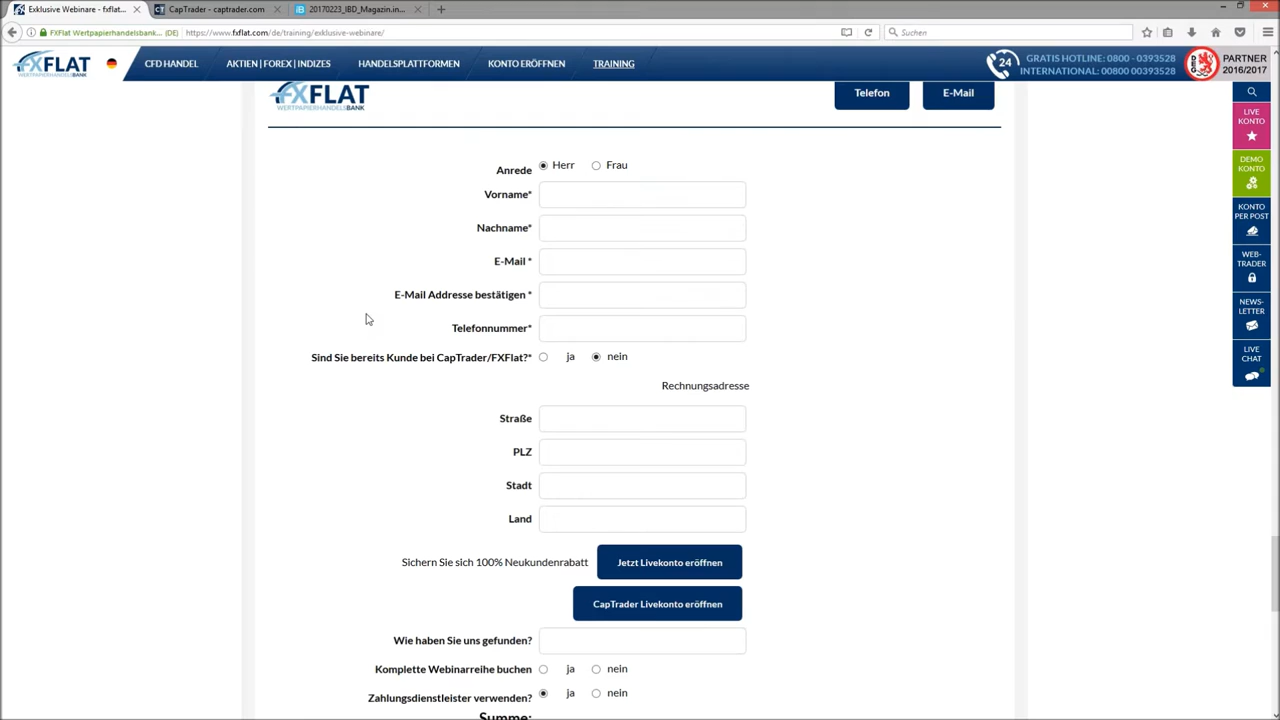 Exklusive Webinare - fxflat... CapTrader - captrader.com 20170223_IBD_Magazin.in...
FXFlat Wertpapierhandelsb... (DE) https://www.fxflat.com/de/training/exklusive-webinare/ Suchen
FXFLAT WERTPAPIERHANDELSBANK CFD HANDEL AKTIEN | FOREX | INDIZES HANDELSPLATTFORMEN KONTO ERÖFFNEN TRAINING 24 GRATIS HOTLINE: 0800 - 0393528 PARTNER
INTERNATIONAL: 00800 00393528 2016/2017
FXFLAT Telefon E-Mail
WERTPAPIERHANDELSBANK
LIVE
KONTO
DEMO
KONTO
KONTO
PER POST
WEB-
TRADER
NEWS-
LETTER
LIVE
CHAT
Anrede Herr Frau
Vorname*
Nachname*
E-Mail *
E-Mail Addresse bestätigen *
Telefonnummer*
Sind Sie bereits Kunde bei CapTrader/FXFlat?* ja nein
Rechnungsadresse
Straße
PLZ
Stadt
Land
Sichern Sie sich 100% Neukundenrabatt Jetzt Livekonto eröffnen
CapTrader Livekonto eröffnen
Wie haben Sie uns gefunden?
Komplette Webinarreihe buchen ja nein
Zahlungsdienstleister verwenden? ja nein
Summe: